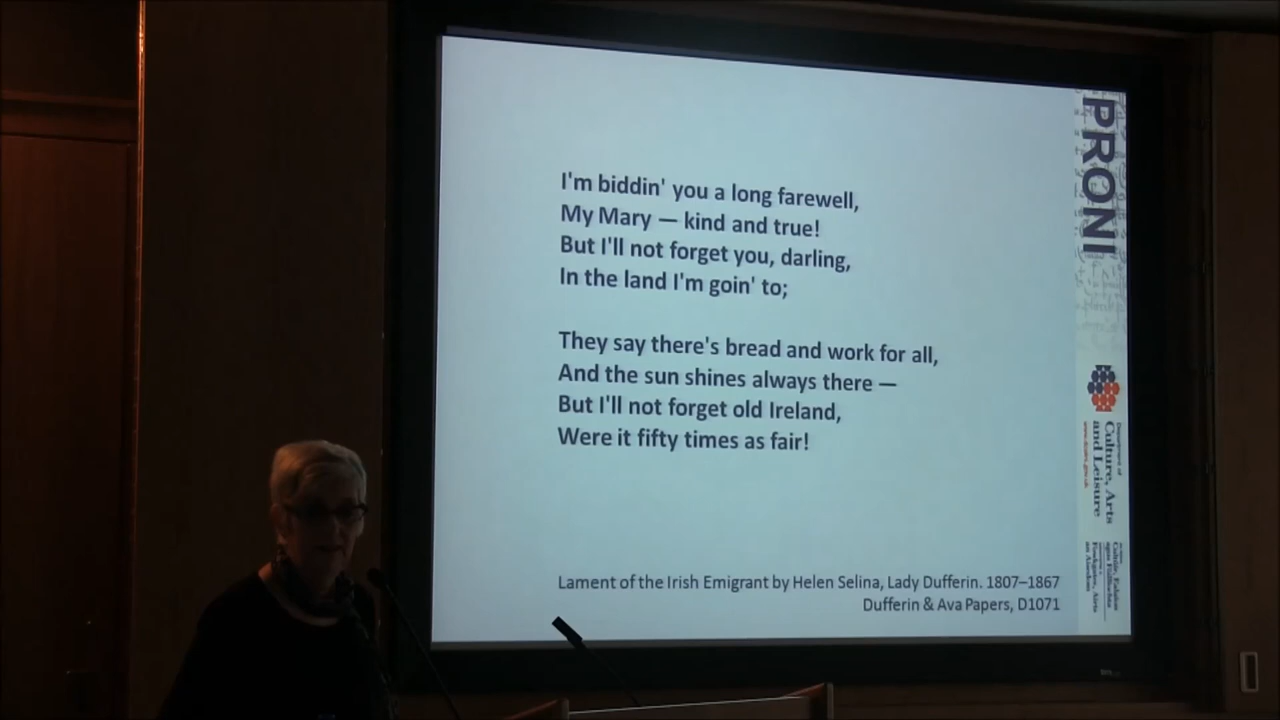 I'm biddin' you a long farewell,
My Mary — kind and true!
But I'll not forget you, darling,
In the land I'm goin' to;
They say there's bread and work for all,
And the sun shines always there —
But I'll not forget old Ireland,
Were it fifty times as fair!
Lament of the Irish Emigrant by Helen Selina, Lady Dufferin. 1807–1867
Dufferin & Ava Papers, D1071
PRONI
Department of
Culture, Arts
and Leisure